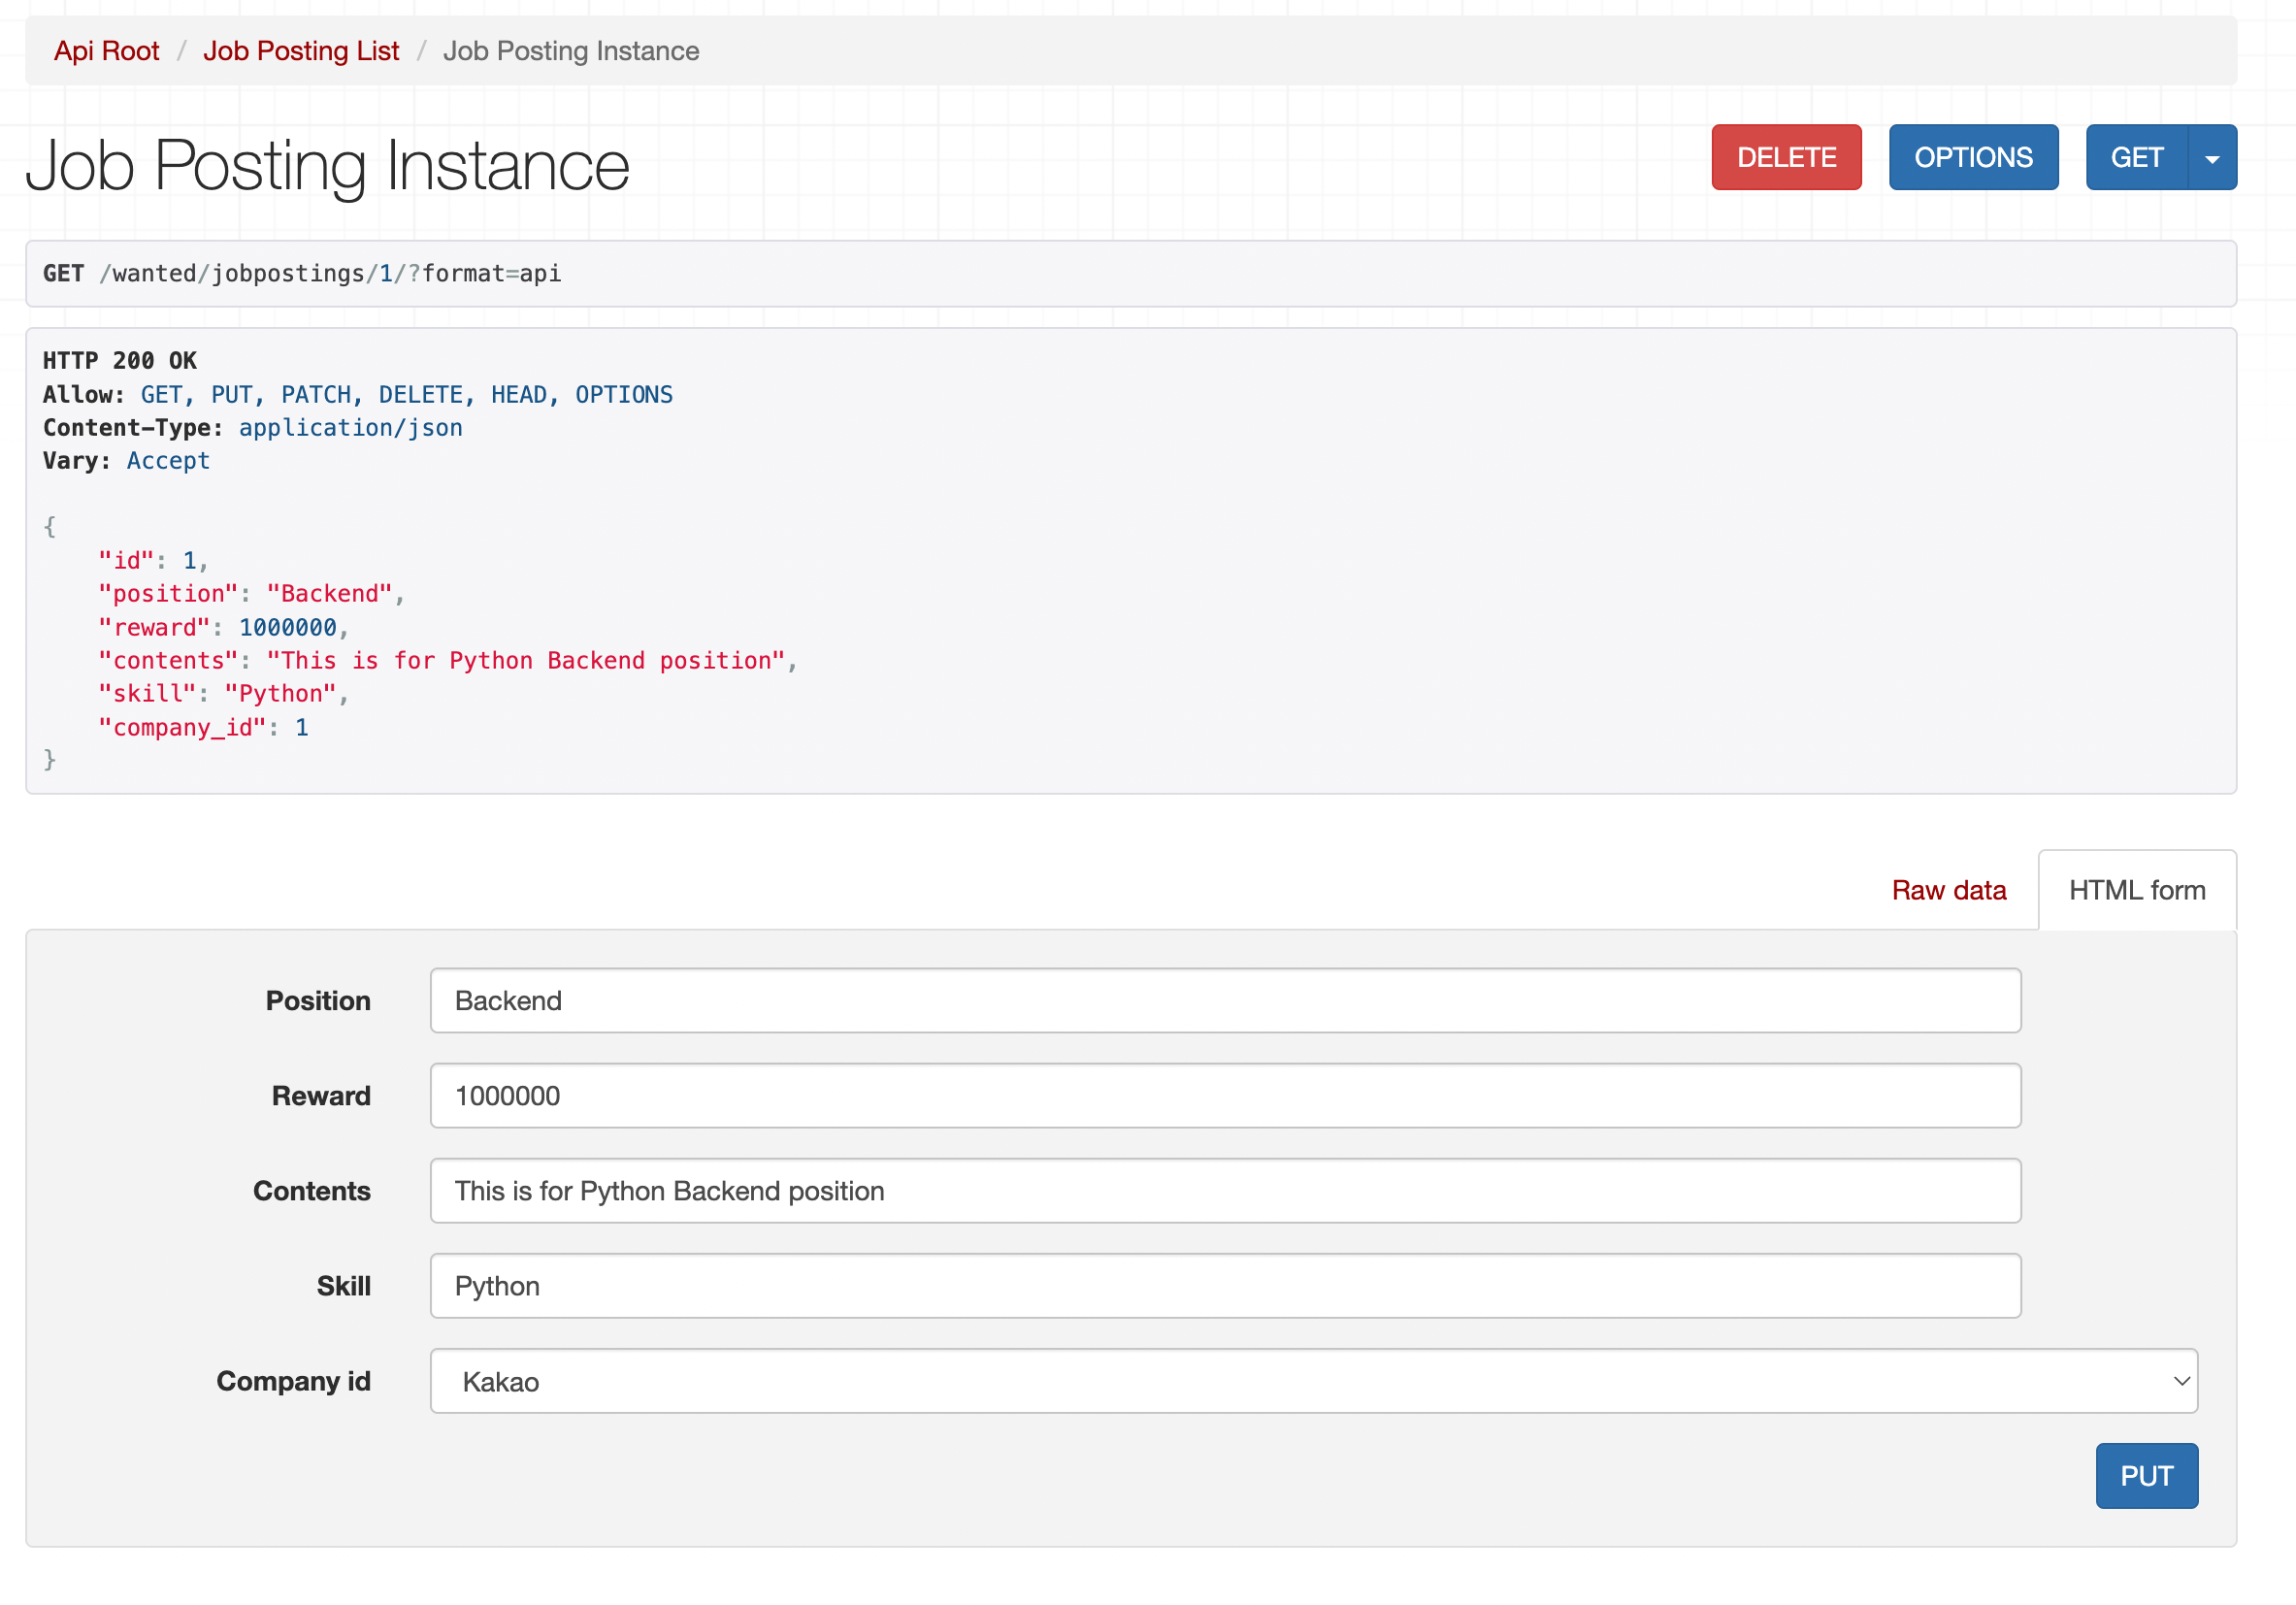 Api Root / Job Posting List / Job Posting Instance
Job Posting Instance
DELETE
OPTIONS
GET
GET /wanted/jobpostings/1/?format=api
HTTP 200 OK
Allow: GET, PUT, PATCH, DELETE, HEAD, OPTIONS
Content-Type: application/json
Vary: Accept
{
    "id": 1,
    "position": "Backend",
    "reward": 1000000,
    "contents": "This is for Python Backend position",
    "skill": "Python",
    "company_id": 1
}
Raw data
HTML form
Position
Backend
Reward
1000000
Contents
This is for Python Backend position
Skill
Python
Company id
Kakao
PUT